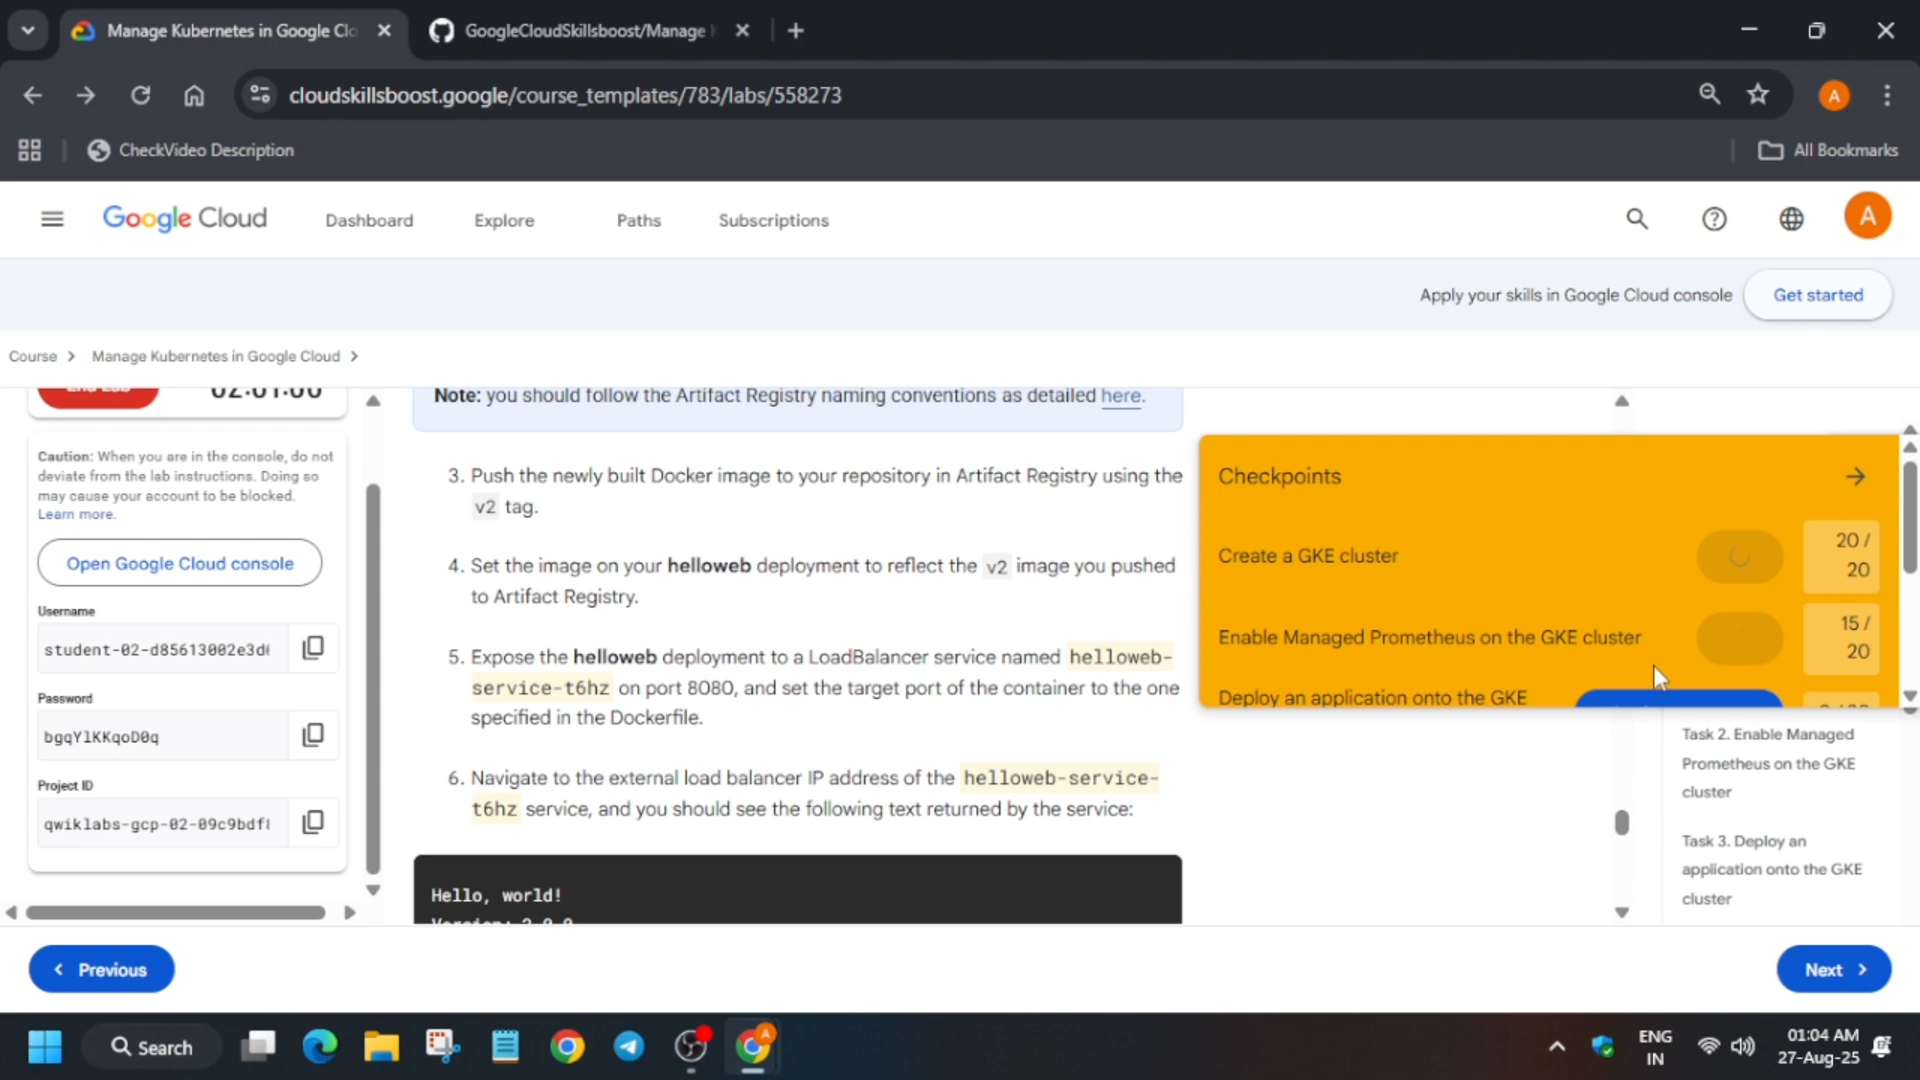 Manage Kubernetes in Google Clo
GoogleCloudSkillsboost/Manage
cloudskillsboost.google/course_templates/783/labs/558273
A
CheckVideo Description
All Bookmarks
Google Cloud
Dashboard
Explore
Paths
Subscriptions
A
Apply your skills in Google Cloud console
Get started
Course
Manage Kubernetes in Google Cloud
End Lab
02:01:00
Caution: When you are in the console, do not
deviate from the lab instructions. Doing so
may cause your account to be blocked.
Learn more.
Open Google Cloud console
Username
student-02-d85613002e3d
Password
bgqYlKKqoD0q
Project ID
qwiklabs-gcp-02-09c9bdf
Note: you should follow the Artifact Registry naming conventions as detailed here.
3. Push the newly built Docker image to your repository in Artifact Registry using the
v2 tag.
4. Set the image on your helloweb deployment to reflect the v2 image you pushed
to Artifact Registry.
5. Expose the helloweb deployment to a LoadBalancer service named helloweb-
service-t6hz on port 8080, and set the target port of the container to the one
specified in the Dockerfile.
6. Navigate to the external load balancer IP address of the helloweb-service-
t6hz service, and you should see the following text returned by the service:
Hello, world!
Version: 2.0.0
Checkpoints
Create a GKE cluster
20 /
20
Enable Managed Prometheus on the GKE cluster
15 /
20
Deploy an application onto the GKE
Task 2. Enable Managed
Prometheus on the GKE
cluster
Task 3. Deploy an
application onto the GKE
cluster
Previous
Next
Search
A
ENG
IN
01:04 AM
27-Aug-25